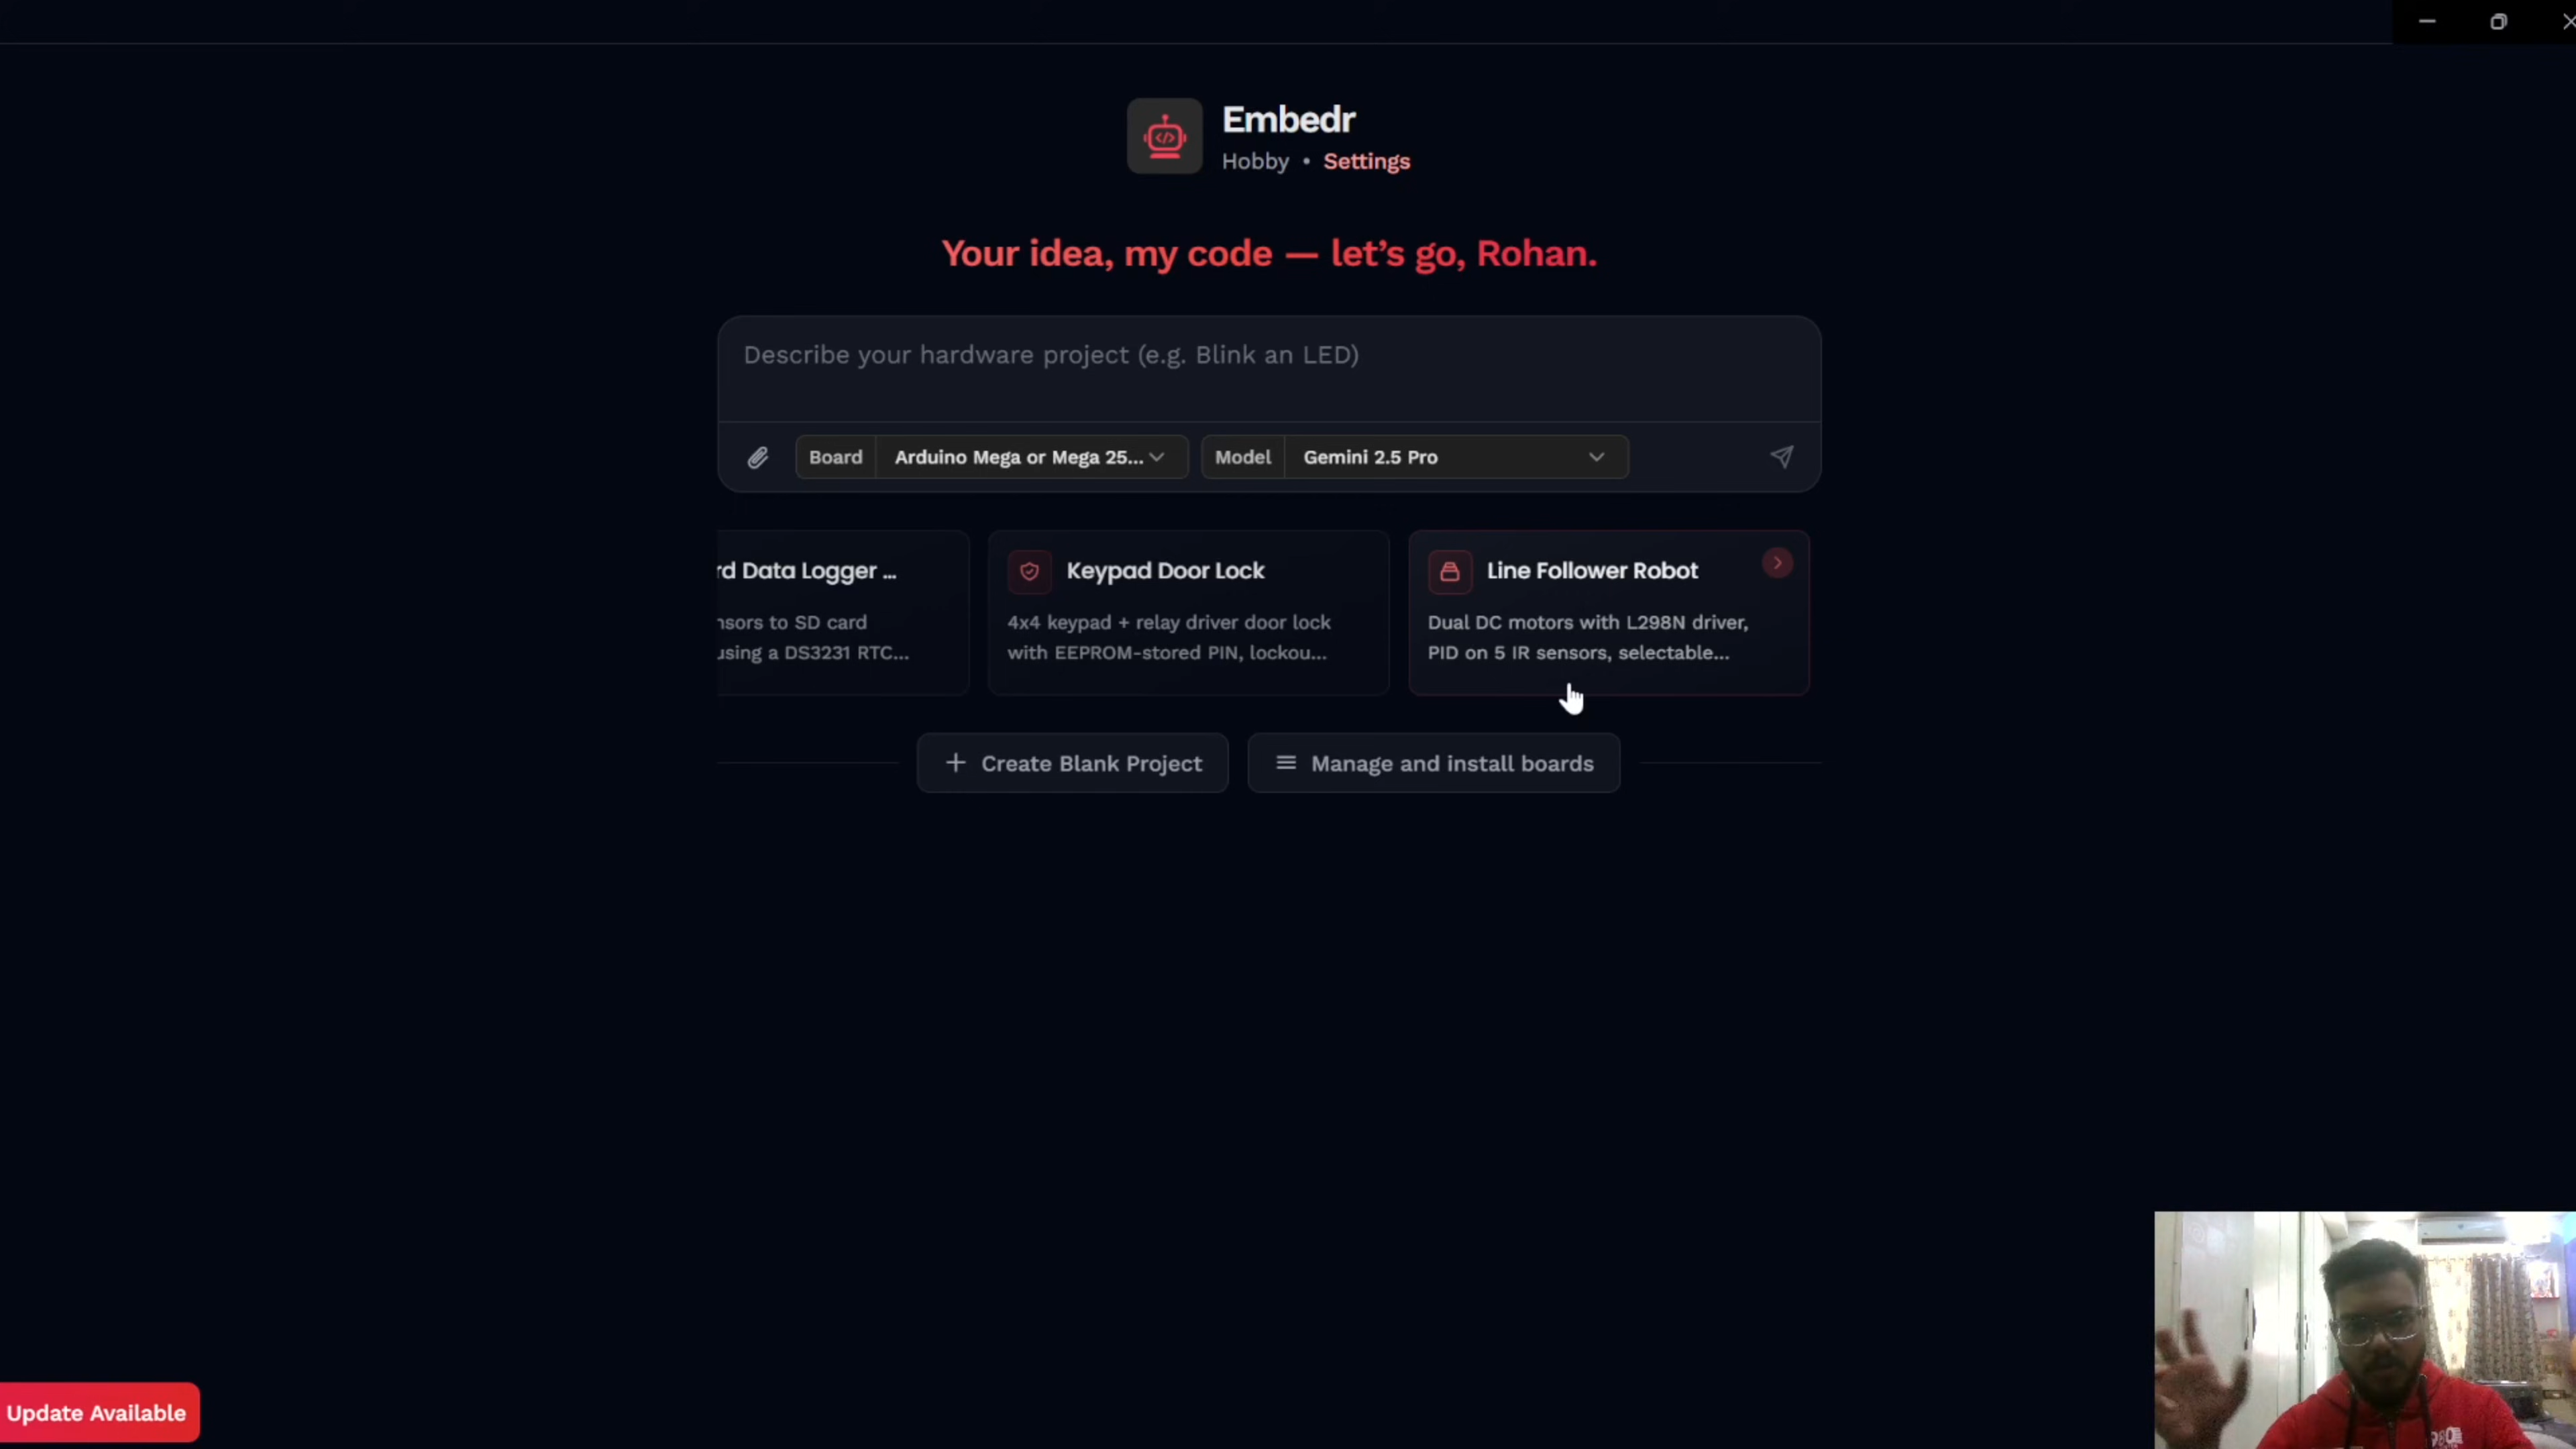 Embedr
Hobby • Settings
Your idea, my code — let's go, Rohan.
Describe your hardware project (e.g. Blink an LED)
Board Arduino Mega or Mega 25... Model Gemini 2.5 Pro
rd Data Logger ...
nsors to SD card
using a DS3231 RTC...
Keypad Door Lock
4x4 keypad + relay driver door lock
with EEPROM-stored PIN, lockou...
Line Follower Robot
Dual DC motors with L298N driver,
PID on 5 IR sensors, selectable...
+ Create Blank Project
Manage and install boards
Update Available